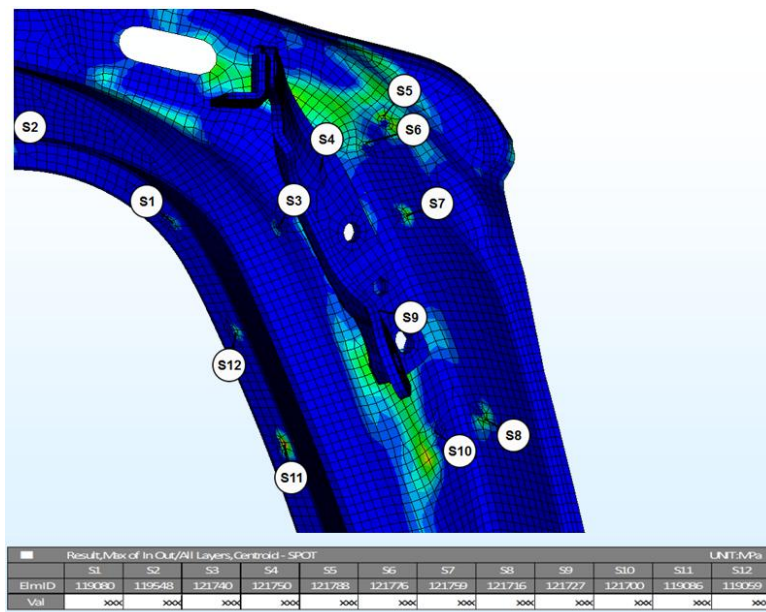 S5
S2
S4
S6
S1
S3
S7
S9
S12
S8
S10
S11
Result,Max of In Out/All Layers,Centroid - SPOT UNIT:MPa
S1 S2 S3 S4 S5 S6 S7 S8 S9 S10 S11 S12
ElmID 119080 119548 121740 121750 121788 121776 121759 121716 121727 121700 119086 119059
Val xxx xxx xxx xxx xxx xxx xxx xxx xxx xxx xxx xxx